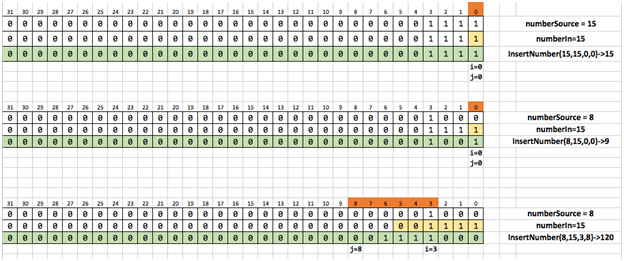 31 30 29 28 27 26 25 24 23 22 21 20 19 18 17 16 15 14 13 12 11 10 9 8 7 6 5 4 3 2 1 0
0 0 0 0 0 0 0 0 0 0 0 0 0 0 0 0 0 0 0 0 0 0 0 0 0 0 0 0 1 1 1 1 numberSource = 15
0 0 0 0 0 0 0 0 0 0 0 0 0 0 0 0 0 0 0 0 0 0 0 0 0 0 0 0 1 1 1 1 numberIn=15
0 0 0 0 0 0 0 0 0 0 0 0 0 0 0 0 0 0 0 0 0 0 0 0 0 0 0 0 1 1 1 1 InsertNumber(15,15,0,0)->15
i=0
j=0
31 30 29 28 27 26 25 24 23 22 21 20 19 18 17 16 15 14 13 12 11 10 9 8 7 6 5 4 3 2 1 0
0 0 0 0 0 0 0 0 0 0 0 0 0 0 0 0 0 0 0 0 0 0 0 0 0 0 0 0 1 0 0 0 numberSource = 8
0 0 0 0 0 0 0 0 0 0 0 0 0 0 0 0 0 0 0 0 0 0 0 0 0 0 0 0 1 1 1 1 numberIn=15
0 0 0 0 0 0 0 0 0 0 0 0 0 0 0 0 0 0 0 0 0 0 0 0 0 0 0 0 1 0 0 1 InsertNumber(8,15,0,0)->9
i=0
j=0
31 30 29 28 27 26 25 24 23 22 21 20 19 18 17 16 15 14 13 12 11 10 9 8 7 6 5 4 3 2 1 0
0 0 0 0 0 0 0 0 0 0 0 0 0 0 0 0 0 0 0 0 0 0 0 0 0 0 0 0 1 0 0 0 numberSource = 8
0 0 0 0 0 0 0 0 0 0 0 0 0 0 0 0 0 0 0 0 0 0 0 0 0 0 0 0 1 1 1 1 numberIn=15
0 0 0 0 0 0 0 0 0 0 0 0 0 0 0 0 0 0 0 0 0 0 0 0 0 1 1 1 1 0 0 0 InsertNumber(8,15,3,8)->120
j=8 i=3